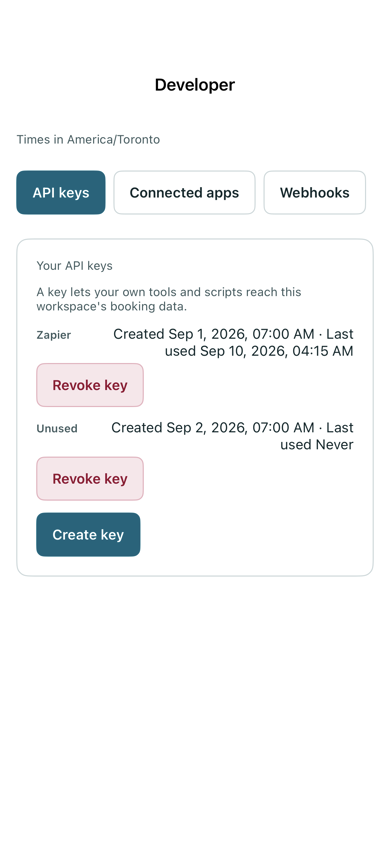 Developer
Times in America/Toronto
API keys
Connected apps
Webhooks
Your API keys
A key lets your own tools and scripts reach this
workspace's booking data.
Zapier
Created Sep 1, 2026, 07:00 AM · Last
used Sep 10, 2026, 04:15 AM
Revoke key
Unused
Created Sep 2, 2026, 07:00 AM · Last
used Never
Revoke key
Create key